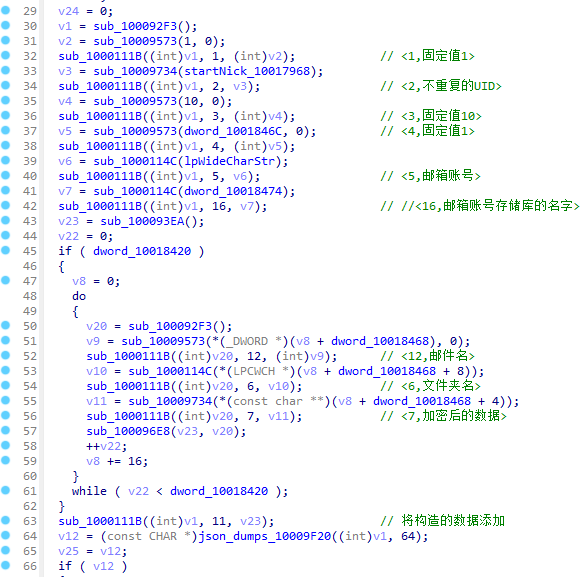 29 v24 = 0;
30 v1 = sub_100092F3();
31 v2 = sub_10009573(1, 0);
32 sub_1000111B((int)v1, 1, (int)v2); // <1,固定值1>
33 v3 = sub_10009734(startNick_10017968);
34 sub_1000111B((int)v1, 2, v3); // <2,不重复的UID>
35 v4 = sub_10009573(10, 0);
36 sub_1000111B((int)v1, 3, (int)v4); // <3,固定值10>
37 v5 = sub_10009573(dword_1001846C, 0); // <4,固定值1>
38 sub_1000111B((int)v1, 4, (int)v5);
39 v6 = sub_1000114C(lpWideCharStr);
40 sub_1000111B((int)v1, 5, v6); // <5,邮箱账号>
41 v7 = sub_1000114C(dword_10018474);
42 sub_1000111B((int)v1, 16, v7); // //<16,邮箱账号存储库的名字>
43 v23 = sub_100093EA();
44 v22 = 0;
45 if ( dword_10018420 )
46 {
47 v8 = 0;
48 do
49 {
50 v20 = sub_100092F3();
51 v9 = sub_10009573(*(_DWORD *)(v8 + dword_10018468), 0);
52 sub_1000111B((int)v20, 12, (int)v9); // <12,邮件名>
53 v10 = sub_1000114C(*(LPCWCH *)(v8 + dword_10018468 + 8));
54 sub_1000111B((int)v20, 6, v10); // <6,文件夹名>
55 v11 = sub_10009734(*(const char **)(v8 + dword_10018468 + 4));
56 sub_1000111B((int)v20, 7, v11); // <7,加密后的数据>
57 sub_100096E8(v23, v20);
58 ++v22;
59 v8 += 16;
60 }
61 while ( v22 < dword_10018420 );
62 }
63 sub_1000111B((int)v1, 11, v23); // 将构造的数据添加
64 v12 = (const CHAR *)json_dumps_10009F20((int)v1, 64);
65 v25 = v12;
66 if ( v12 )